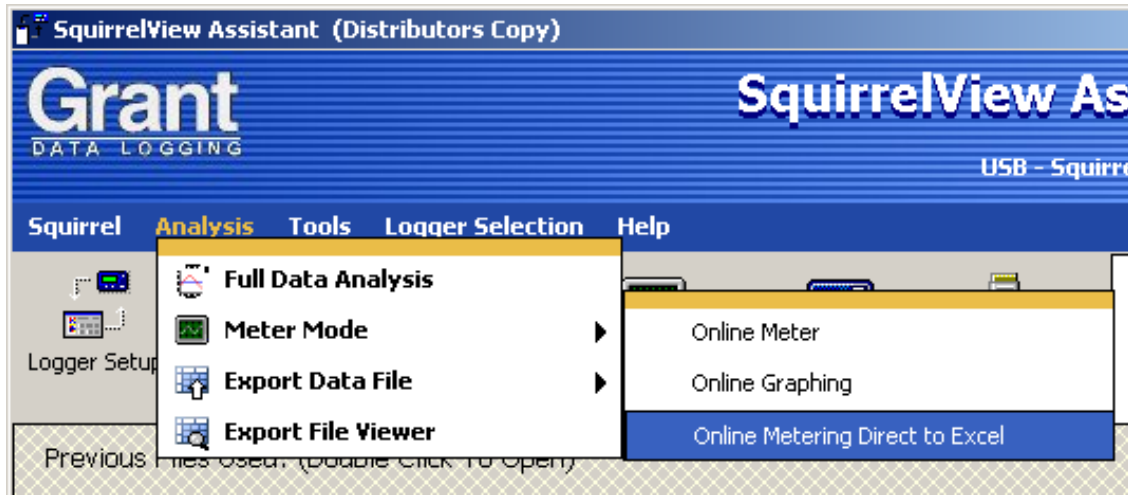 SquirrelView Assistant (Distributors Copy)
Grant
DATA LOGGING
SquirrelView As
USB - Squirre
Squirrel Analysis Tools Logger Selection Help
Full Data Analysis
Meter Mode
Export Data File
Export File Viewer
Online Meter
Online Graphing
Online Metering Direct to Excel
Logger Setup
Previous Files Used: (Double Click To Open)